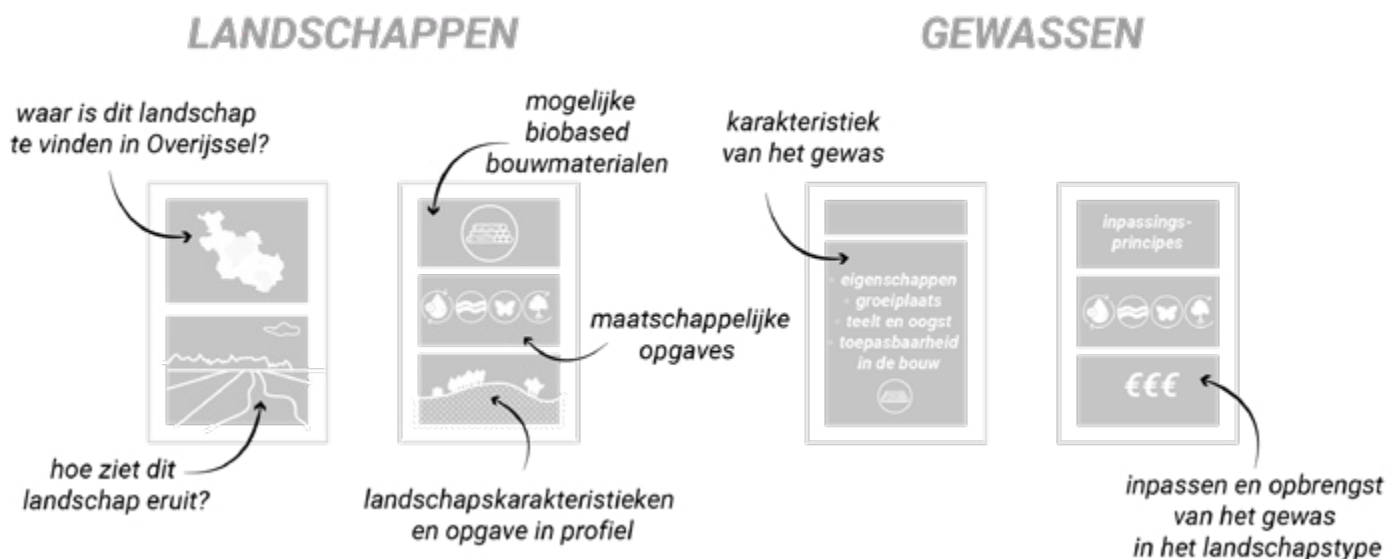 LANDSCHAPPEN
GEWASSEN
waar is dit landschap
te vinden in Overijssel?
mogelijke
biobased
bouwmaterialen
karakteristiek
van het gewas
inpassings-
principes
eigenschappen
groeiplaats
teelt en oogst
toepasbaarheid
in de bouw
maatschappelijke
opgaves
€€€
hoe ziet dit
landschap eruit?
landschapskarakteristieken
en opgave in profiel
inpassen en opbrengst
van het gewas
in het landschapstype